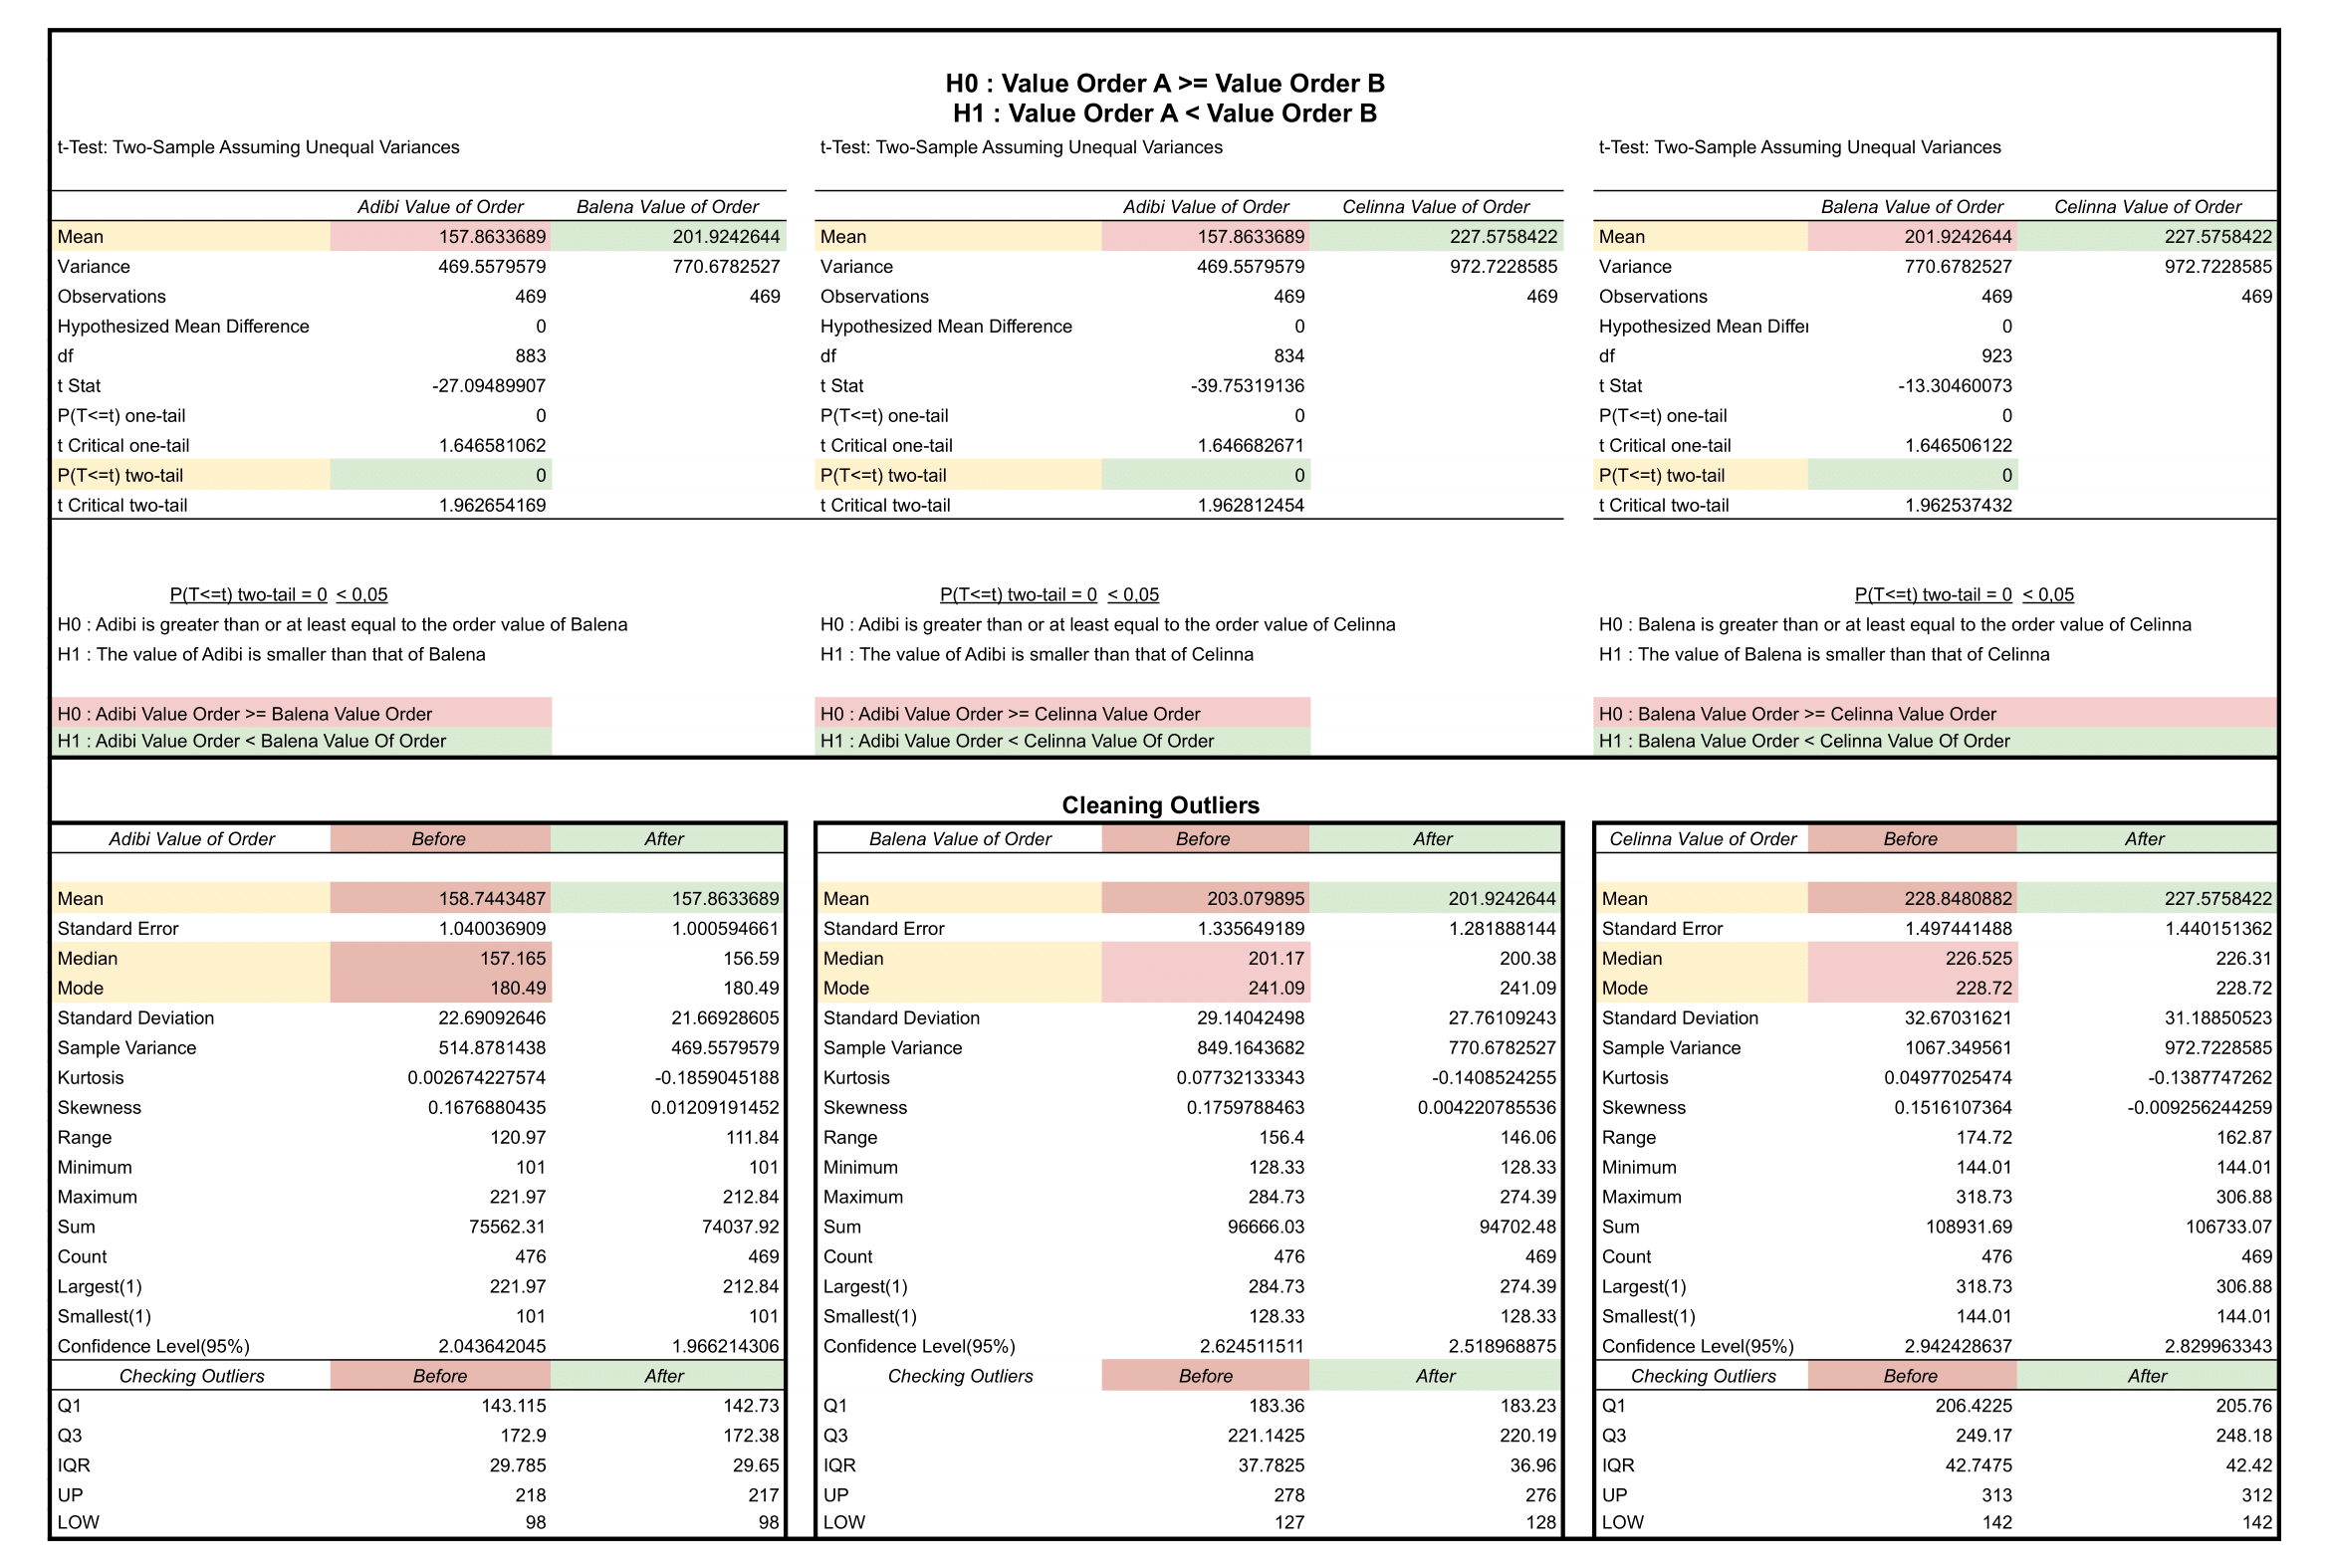 H0 : Value Order A >= Value Order B
H1 : Value Order A < Value Order B
t-Test: Two-Sample Assuming Unequal Variances t-Test: Two-Sample Assuming Unequal Variances t-Test: Two-Sample Assuming Unequal Variances
Adibi Value of Order Balena Value of Order Adibi Value of Order Celinna Value of Order Balena Value of Order Celinna Value of Order
Mean 157.8633689 201.9242644 Mean 157.8633689 227.5758422 Mean 201.9242644 227.5758422
Variance 469.5579579 770.6782527 Variance 469.5579579 972.7228585 Variance 770.6782527 972.7228585
Observations 469 469 Observations 469 469 Observations 469 469
Hypothesized Mean Difference 0 Hypothesized Mean Difference 0 Hypothesized Mean Differ 0
df 883 df 834 df 923
t Stat -27.09489907 t Stat -39.75319136 t Stat -13.30460073
P(T<=t) one-tail 0 P(T<=t) one-tail 0 P(T<=t) one-tail 0
t Critical one-tail 1.646581062 t Critical one-tail 1.646682671 t Critical one-tail 1.646506122
P(T<=t) two-tail 0 P(T<=t) two-tail 0 P(T<=t) two-tail 0
t Critical two-tail 1.962654169 t Critical two-tail 1.962812454 t Critical two-tail 1.962537432
P(T<=t) two-tail = 0 < 0,05 P(T<=t) two-tail = 0 < 0,05 P(T<=t) two-tail = 0 < 0,05
H0 : Adibi is greater than or at least equal to the order value of Balena H0 : Adibi is greater than or at least equal to the order value of Celinna H0 : Balena is greater than or at least equal to the order value of Celinna
H1 : The value of Adibi is smaller than that of Balena H1 : The value of Adibi is smaller than that of Celinna H1 : The value of Balena is smaller than that of Celinna
H0 : Adibi Value Order >= Balena Value Order H0 : Adibi Value Order >= Celinna Value Order H0 : Balena Value Order >= Celinna Value Order
H1 : Adibi Value Order < Balena Value Of Order H1 : Adibi Value Order < Celinna Value Of Order H1 : Balena Value Order < Celinna Value Of Order
Cleaning Outliers
Adibi Value of Order Before After Balena Value of Order Before After Celinna Value of Order Before After
Mean 158.7443487 157.8633689 Mean 203.079895 201.9242644 Mean 228.8480882 227.5758422
Standard Error 1.040036909 1.000594661 Standard Error 1.335649189 1.281888144 Standard Error 1.497441488 1.440151362
Median 157.165 156.59 Median 201.17 200.38 Median 226.525 226.31
Mode 180.49 180.49 Mode 241.09 241.09 Mode 228.72 228.72
Standard Deviation 22.69092646 21.66928605 Standard Deviation 29.14042498 27.76109243 Standard Deviation 32.67031621 31.18850523
Sample Variance 514.8781438 469.5579579 Sample Variance 849.1643682 770.6782527 Sample Variance 1067.349561 972.7228585
Kurtosis 0.002674227574 -0.1859045188 Kurtosis 0.07732133343 -0.1408524255 Kurtosis 0.04977025474 -0.1387747262
Skewness 0.1676880435 0.01209191452 Skewness 0.1759788463 0.004220785536 Skewness 0.1516107364 -0.009256244259
Range 120.97 111.84 Range 156.4 146.06 Range 174.72 162.87
Minimum 101 101 Minimum 128.33 128.33 Minimum 144.01 144.01
Maximum 221.97 212.84 Maximum 284.73 274.39 Maximum 318.73 306.88
Sum 75562.31 74037.92 Sum 96666.03 94702.48 Sum 108931.69 106733.07
Count 476 469 Count 476 469 Count 476 469
Largest(1) 221.97 212.84 Largest(1) 284.73 274.39 Largest(1) 318.73 306.88
Smallest(1) 101 101 Smallest(1) 128.33 128.33 Smallest(1) 144.01 144.01
Confidence Level(95%) 2.043642045 1.966214306 Confidence Level(95%) 2.624511511 2.518968875 Confidence Level(95%) 2.942428637 2.829963343
Checking Outliers Before After Checking Outliers Before After Checking Outliers Before After
Q1 143.115 142.73 Q1 183.36 183.23 Q1 206.4225 205.76
Q3 172.9 172.38 Q3 221.1425 220.19 Q3 249.17 248.18
IQR 29.785 29.65 IQR 37.7825 36.96 IQR 42.7475 42.42
UP 218 217 UP 278 276 UP 313 312
LOW 98 98 LOW 127 128 LOW 142 142